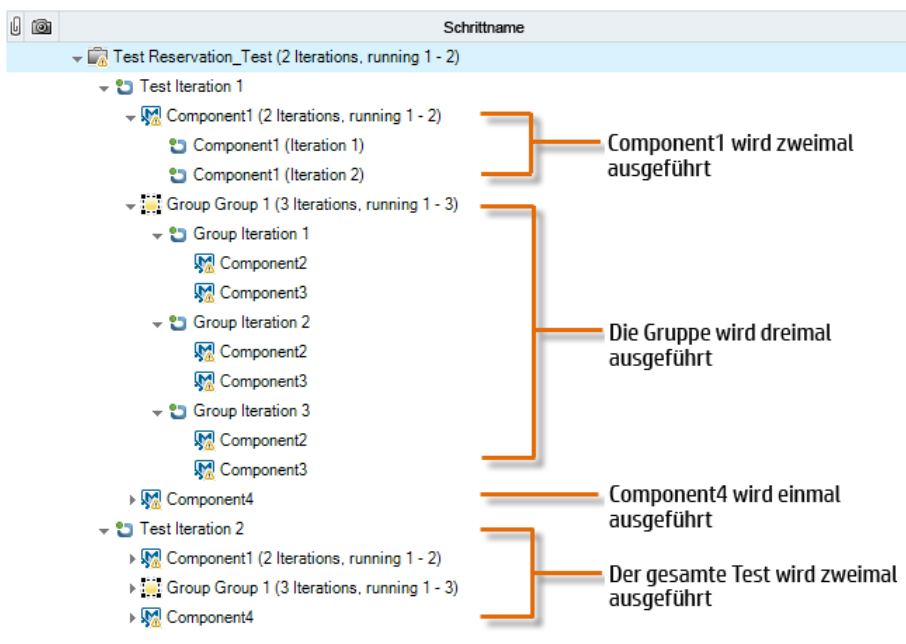 Schrittname
Test Reservation_Test (2 Iterations, running 1 - 2)
Test Iteration 1
Component1 (2 Iterations, running 1 - 2)
Component1 (Iteration 1)
Component1 (Iteration 2)
Component1 wird zweimal
ausgeführt
Group Group 1 (3 Iterations, running 1 - 3)
Group Iteration 1
Component2
Component3
Group Iteration 2
Component2
Component3
Group Iteration 3
Component2
Component3
Die Gruppe wird dreimal
ausgeführt
Component4
Component4 wird einmal
ausgeführt
Test Iteration 2
Component1 (2 Iterations, running 1 - 2)
Group Group 1 (3 Iterations, running 1 - 3)
Component4
Der gesamte Test wird zweimal
ausgeführt